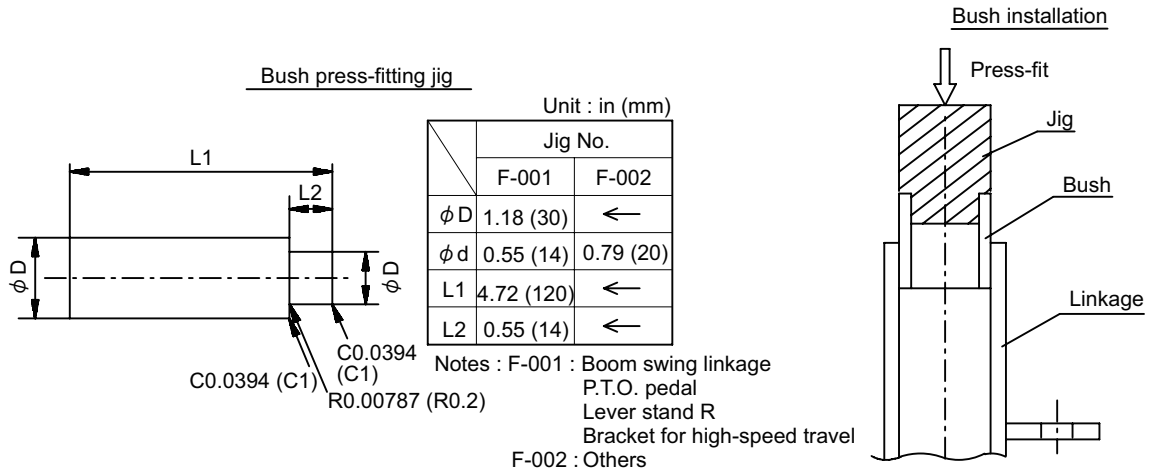 Bush press-fitting jig
L1
L2
ϕD
ϕD
C0.0394 (C1)
C0.0394
(C1)
R0.00787 (R0.2)
Unit : in (mm)
Jig No.
F-001 F-002
ϕD 1.18 (30) ←
ϕd 0.55 (14) 0.79 (20)
L1 4.72 (120) ←
L2 0.55 (14) ←
Notes : F-001 : Boom swing linkage
P.T.O. pedal
Lever stand R
Bracket for high-speed travel
F-002 : Others
Bush installation
Press-fit
Jig
Bush
Linkage